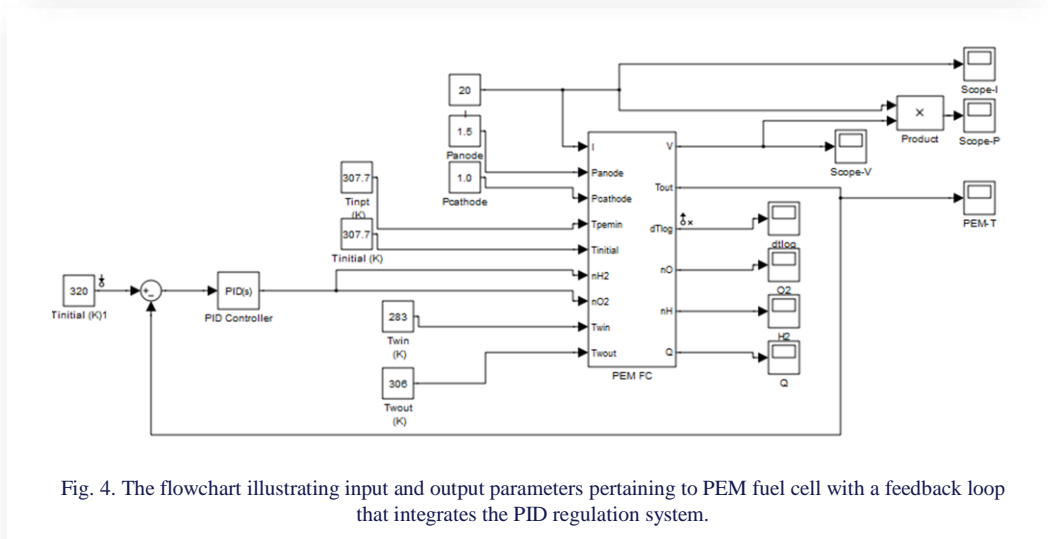 20
Scope-I
×
Product
Scope-P
1.5
Panode
1.0
Pcathode
I
Panode
Pcathode
Tpemin
Tinitial
nH2
nO2
Twin
Twout
V
Tout
dTlog
nO
nH
Q
PEM FC
Scope-V
PEM-T
307.7
Tinpt
(K)
307.7
Tinitial (K)
dtlog
O2
H2
Q
320
Tinitial (K)1
+
-
PID(s)
PID Controller
283
Twin
(K)
306
Twout
(K)
Fig. 4. The flowchart illustrating input and output parameters pertaining to PEM fuel cell with a feedback loop
that integrates the PID regulation system.